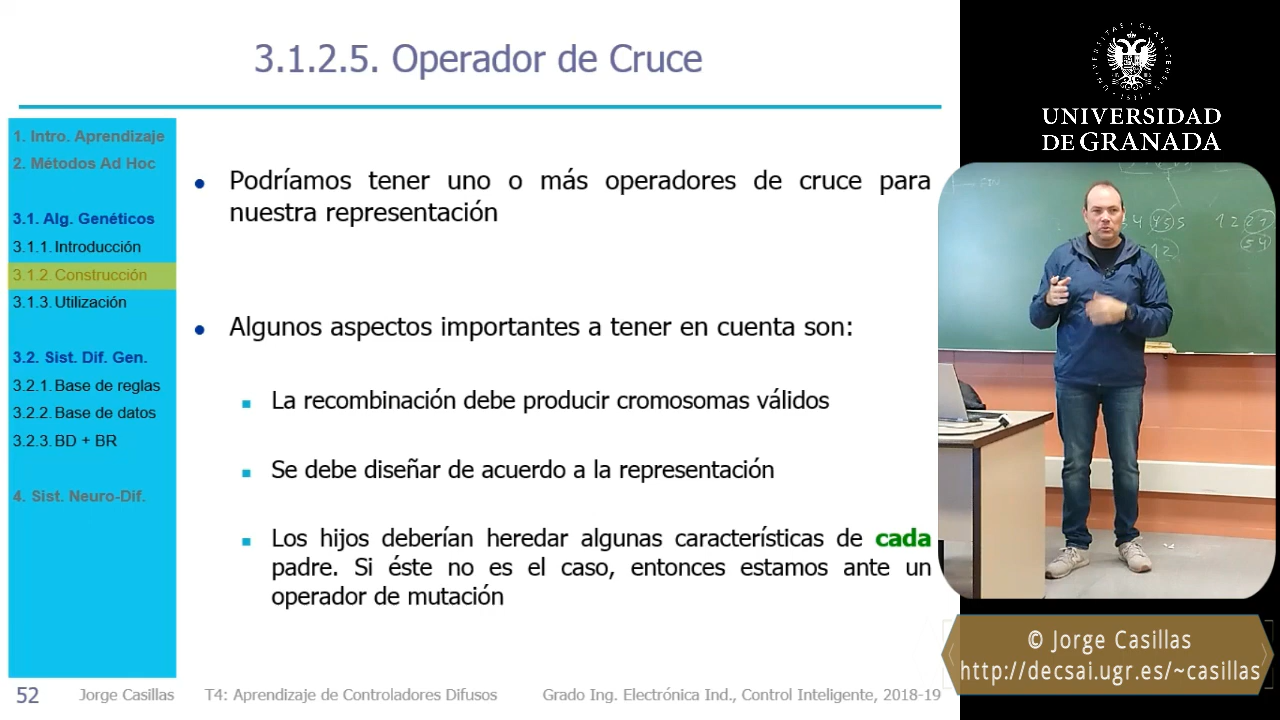 3.1.2.5. Operador de Cruce
1. Intro. Aprendizaje
2. Métodos Ad Hoc
3.1. Alg. Genéticos
3.1.1. Introducción
3.1.2. Construcción
3.1.3. Utilización
3.2. Sist. Dif. Gen.
3.2.1. Base de reglas
3.2.2. Base de datos
3.2.3. BD + BR
4. Sist. Neuro-Dif.
Podríamos tener uno o más operadores de cruce para
nuestra representación
Algunos aspectos importantes a tener en cuenta son:
La recombinación debe producir cromosomas válidos
Se debe diseñar de acuerdo a la representación
Los hijos deberían heredar algunas características de cada
padre. Si éste no es el caso, entonces estamos ante un
operador de mutación
52 Jorge Casillas T4: Aprendizaje de Controladores Difusos Grado Ing. Electrónica Ind., Control Inteligente, 2018-19
UNIVERSIDAD
DE GRANADA
© Jorge Casillas
http://decsai.ugr.es/~casillas